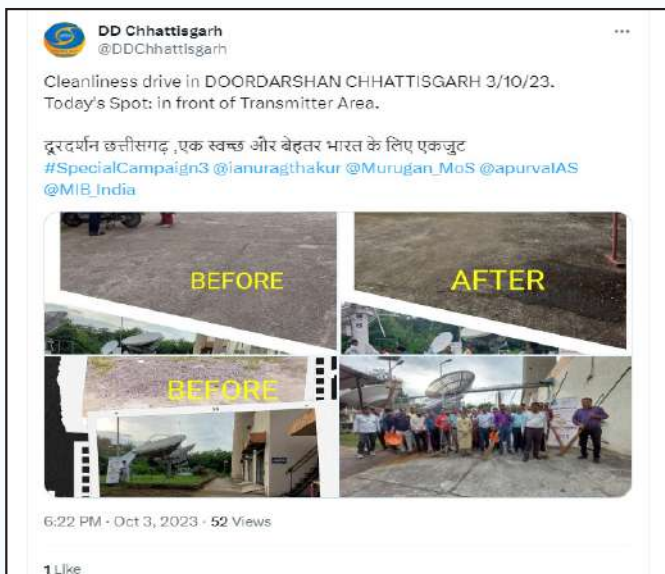 DD Chhattisgarh
@DDChhattisgarh
Cleanliness drive in DOORDARSHAN CHHATTISGARH 3/10/23.
Today's Spot: in front of Transmitter Area.
दूरदर्शन छत्तीसगढ़ ,एक स्वच्छ और बेहतर भारत के लिए एकजुट
#SpecialCampaign3 @ianuragthakur @Murugan_MoS @apurvaIAS
@MIB_India
BEFORE
AFTER
BEFORE
6:22 PM · Oct 3, 2023 · 52 Views
1 Like